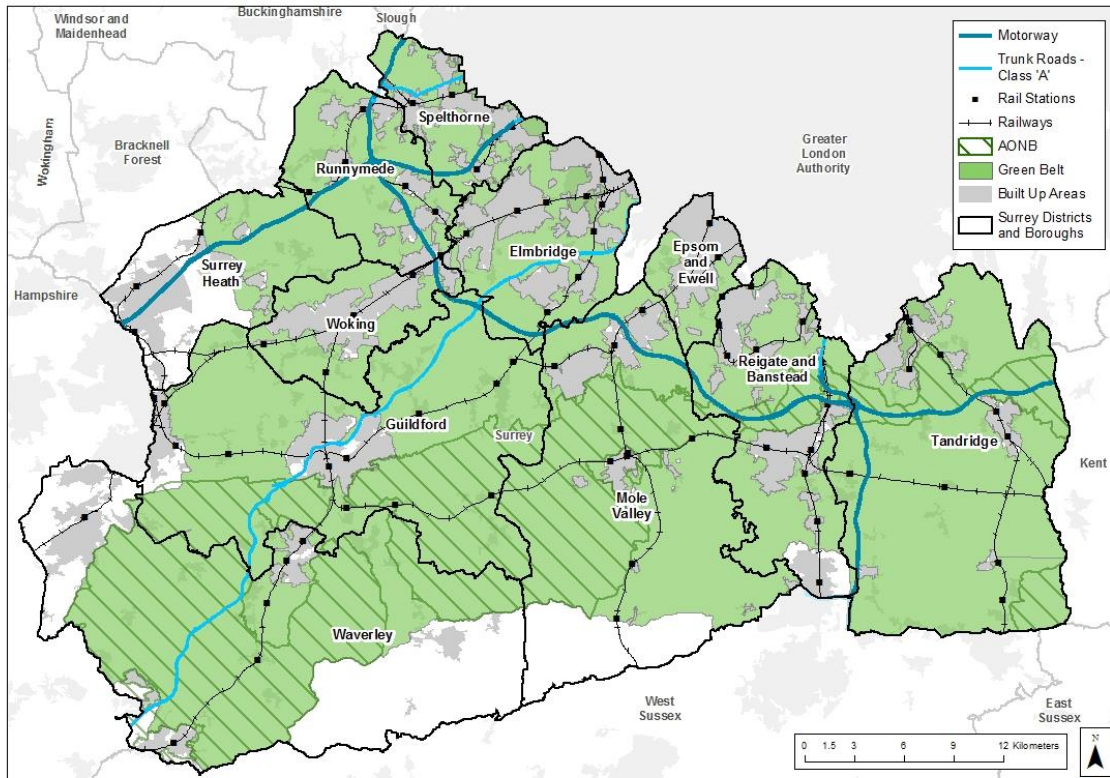 Windsor and
Maidenhead
Buckinghamshire
Slough
Wokingham
Bracknell
Forest
Hampshire
Greater
London
Authority
Kent
West
Sussex
East
Sussex
Surrey
Spelthorne
Runnymede
Surrey
Heath
Woking
Elmbridge
Epsom
and
Ewell
Reigate and
Banstead
Tandridge
Guildford
Mole
Valley
Waverley
Motorway
Trunk Roads -
Class 'A'
Rail Stations
Railways
AONB
Green Belt
Built Up Areas
Surrey Districts
and Boroughs
0 1.5 3 6 9 12 Kilometers
N